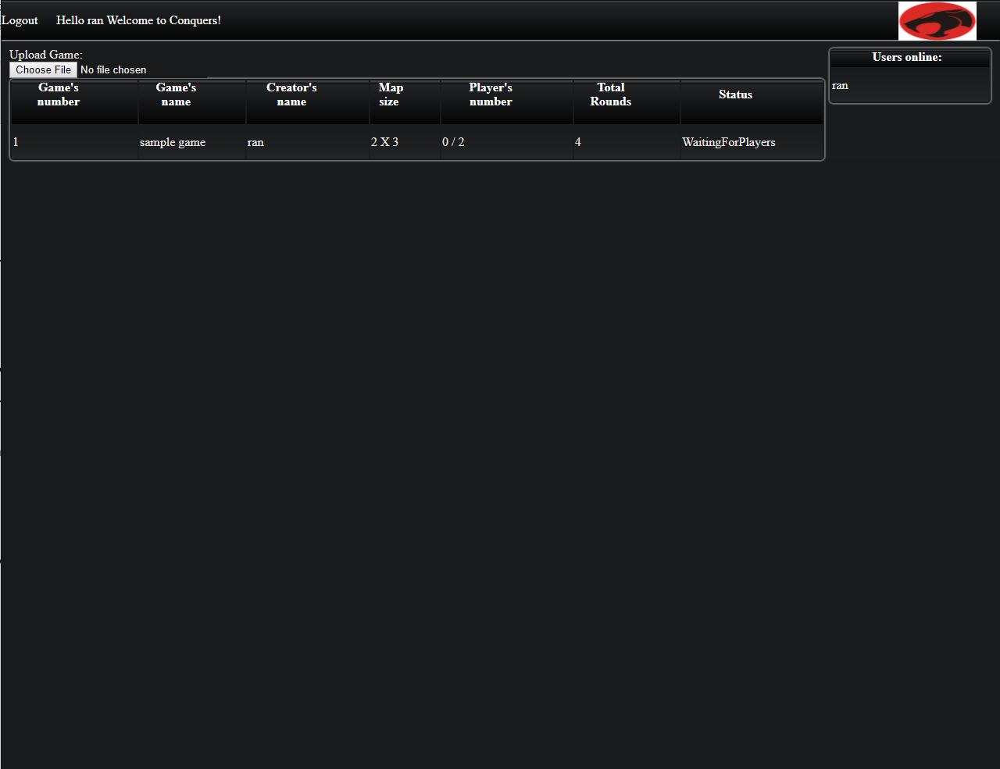 Logout Hello ran Welcome to Conquers!
Upload Game:
Choose File No file chosen
Users online:
ran
Game's number Game's name Creator's name Map size Player's number Total Rounds Status
1 sample game ran 2 X 3 0 / 2 4 WaitingForPlayers